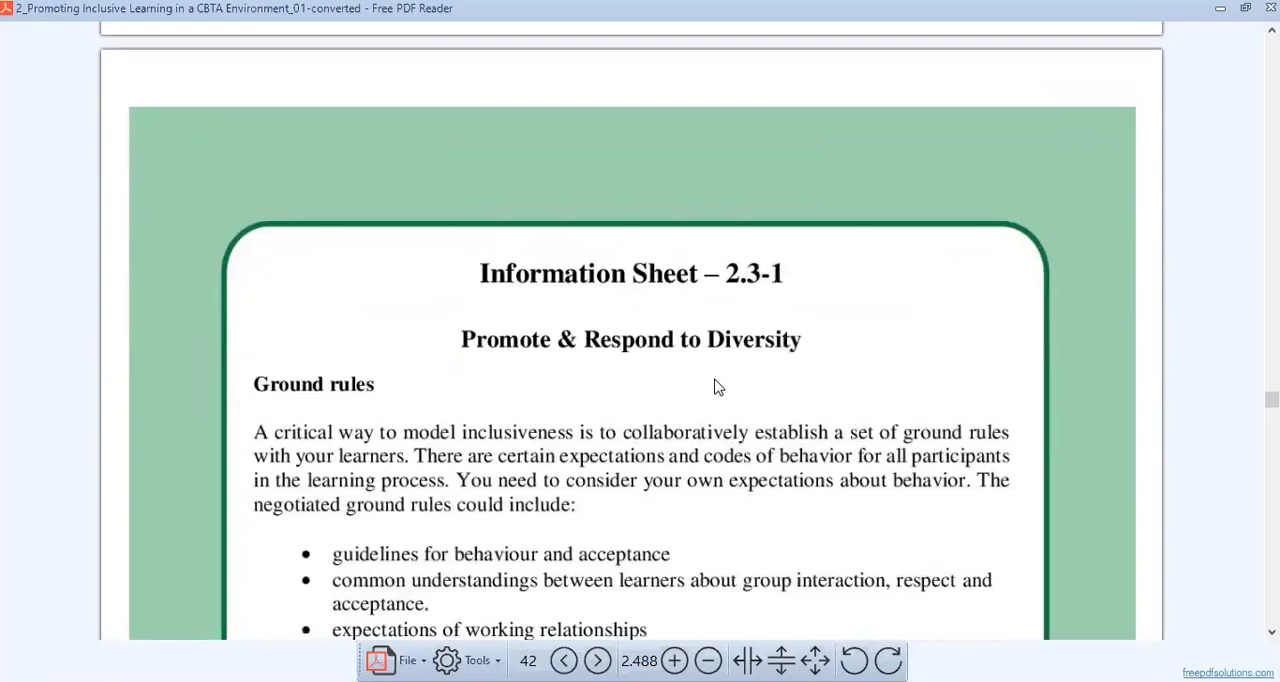 2_Promoting Inclusive Learning in a CBTA Environment_01-converted - Free PDF Reader
Information Sheet – 2.3-1
Promote & Respond to Diversity
Ground rules
A critical way to model inclusiveness is to collaboratively establish a set of ground rules
with your learners. There are certain expectations and codes of behavior for all participants
in the learning process. You need to consider your own expectations about behavior. The
negotiated ground rules could include:
• guidelines for behaviour and acceptance
• common understandings between learners about group interaction, respect and
acceptance.
• expectations of working relationships
File Tools 42 2.488
freepdfsolutions.com